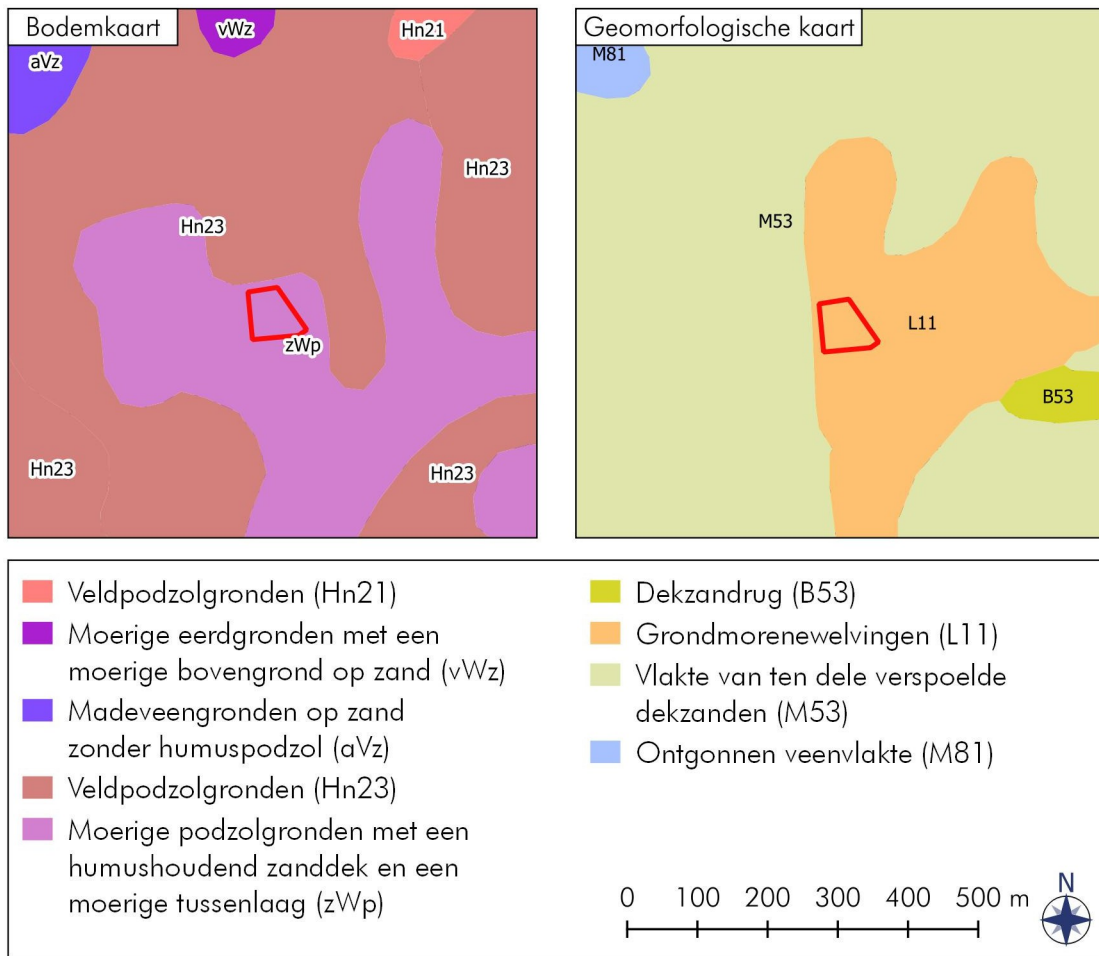 Bodemkaart
vWz
Hn21
aVz
Hn23
Hn23
zWp
Hn23
Hn23
Geomorfologische kaart
M81
M53
L11
B53
Veldpodzolgronden (Hn21)
Moerige eerdgronden met een
moerige bovengrond op zand (vWz)
Madeveengronden op zand
zonder humuspodzol (aVz)
Veldpodzolgronden (Hn23)
Moerige podzolgronden met een
humushoudend zanddek en een
moerige tussenlaag (zWp)
Dekzandrug (B53)
Grondmorenewelvingen (L11)
Vlakte van ten dele verspoelde
dekzanden (M53)
Ontgonnen veenvlakte (M81)
0 100 200 300 400 500 m
N